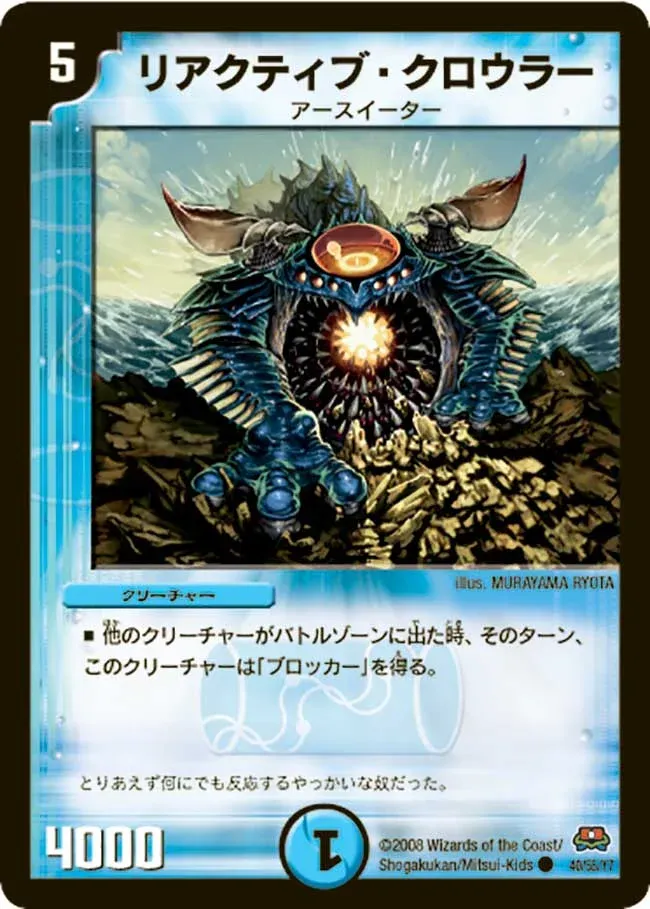 5
リアクティブ・クロウラー
アースイーター
illus. MURAYAMA RYOTA
クリーチャー
■ 他のクリーチャーがバトルゾーンに出た時、そのターン、
このクリーチャーは「ブロッカー」を得る。
とりあえず何にでも反応するやっかいな奴だった。
4000
1
©2008 Wizards of the Coast/
Shogakukan/Mitsui-Kids
40/55/Y7